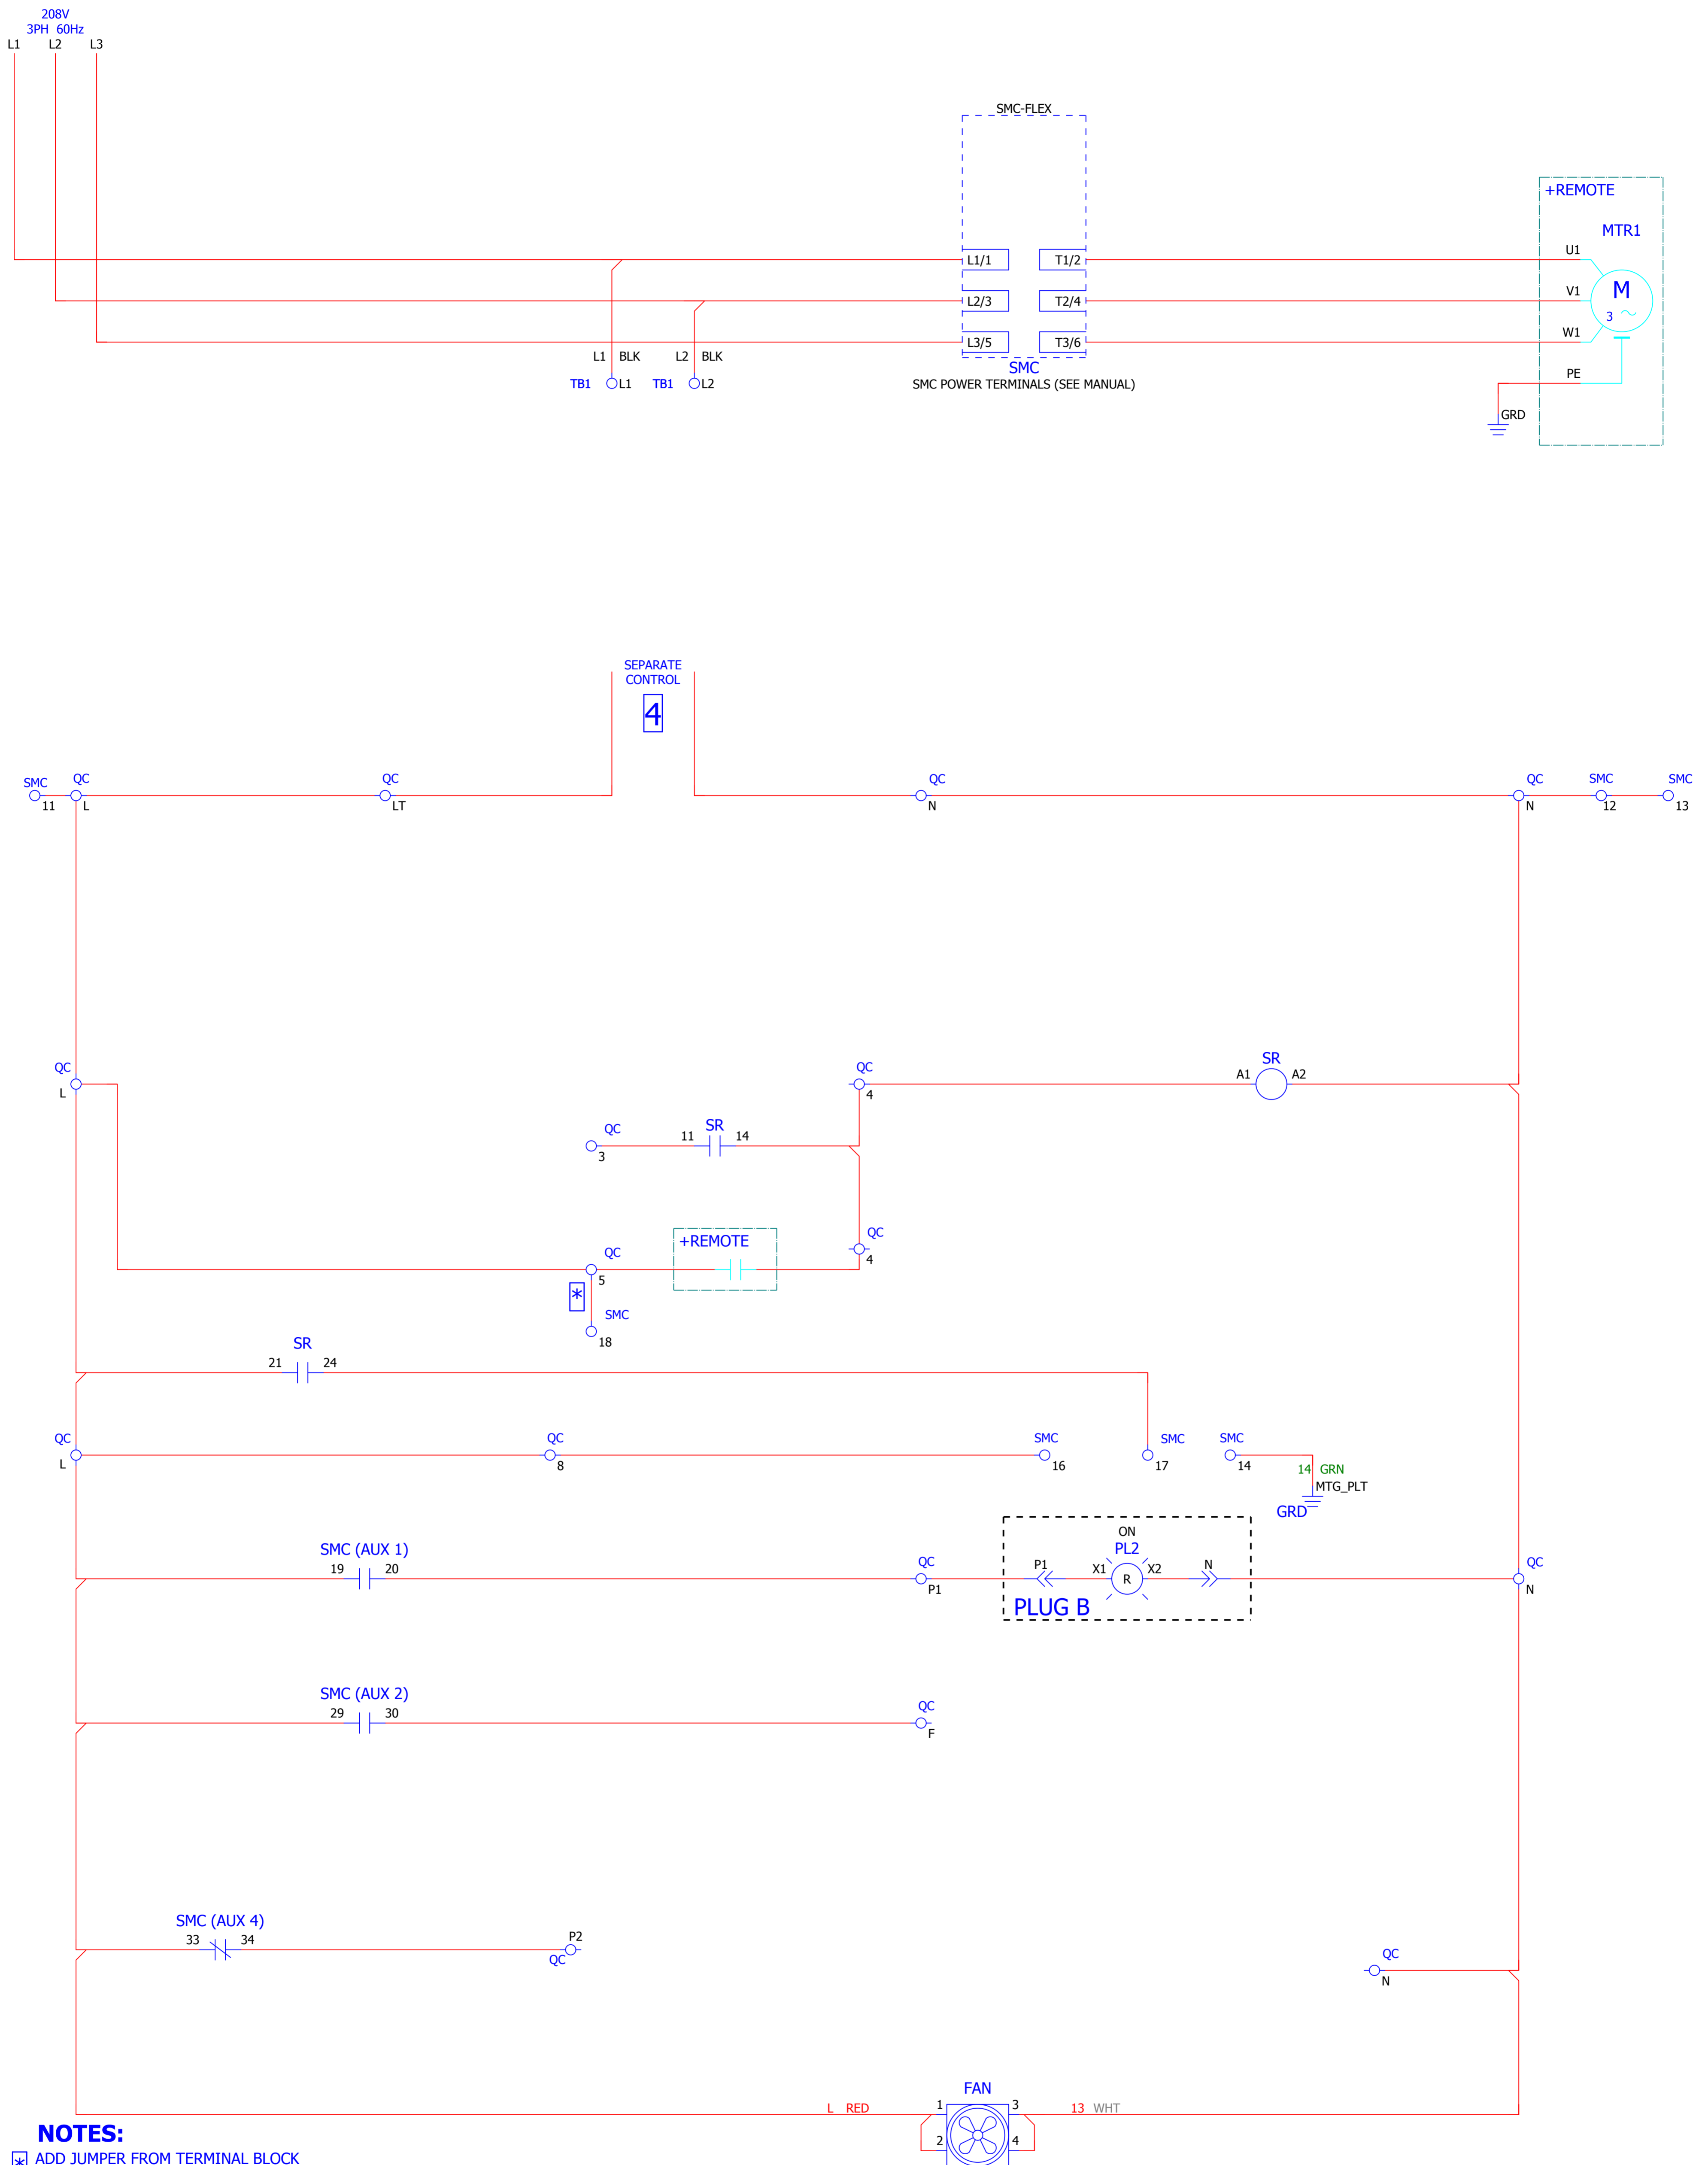 208V
3PH 60Hz
L1 L2 L3
SMC-FLEX
+REMOTE
MTR1
L1/1 T1/2 U1
L2/3 T2/4 V1 M
3
L3/5 T3/6 W1
L1 BLK L2 BLK
SMC
PE
TB1 L1 TB1 L2
SMC POWER TERMINALS (SEE MANUAL)
GRD
SEPARATE
CONTROL
4
SMC QC QC QC QC SMC SMC
11 L LT N N 12 13
QC QC SR
A1 A2
L 4
QC SR
11 14
3
QC
+REMOTE
4
QC
5
*
SMC
18
SR
21 24
QC QC SMC SMC SMC
L 8 16 17 14
14 GRN
MTG_PLT
GRD
ON
SMC (AUX 1) PL2
19 20 QC P1 X1 R X2 N QC
P1 N
PLUG B
SMC (AUX 2)
29 30 QC
F
SMC (AUX 4)
33 34 P2
QC
QC
N
FAN
L RED 1 3 13 WHT
2 4
NOTES:
* ADD JUMPER FROM TERMINAL BLOCK